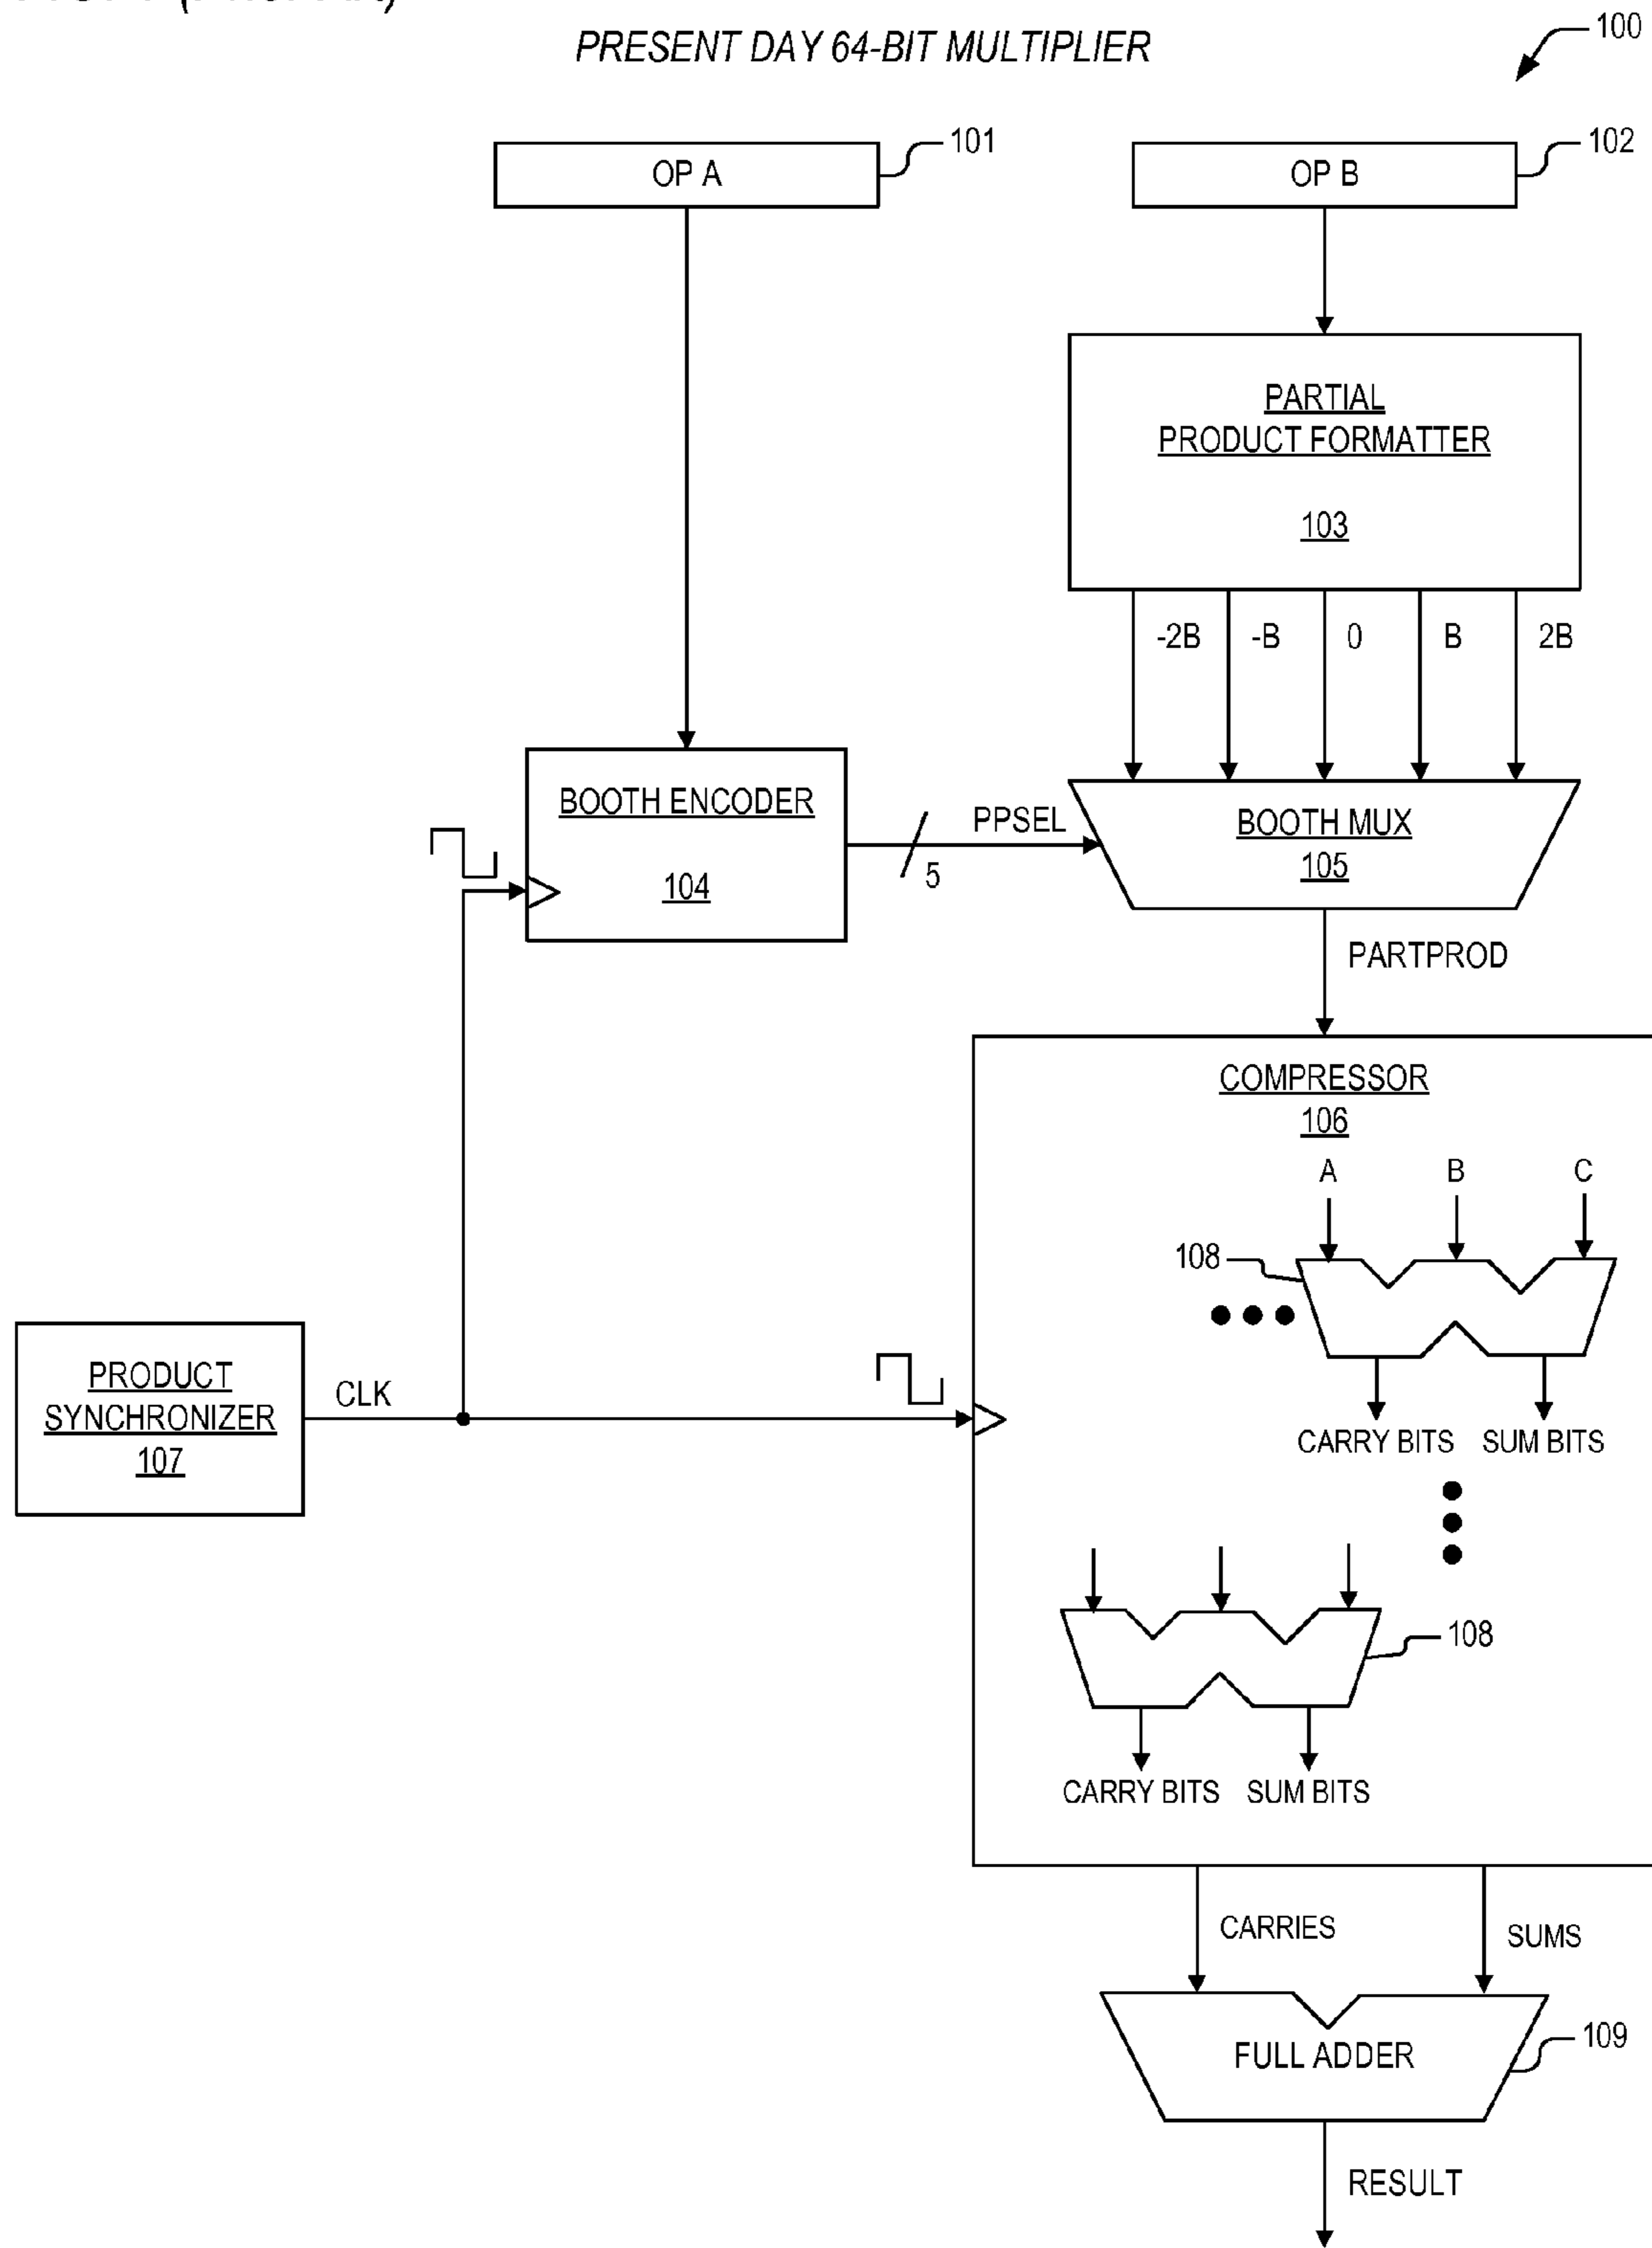 PRESENT DAY 64-BIT MULTIPLIER
100
OP A
101
OP B
102
PARTIAL
PRODUCT FORMATTER
103
-2B -B 0 B 2B
BOOTH ENCODER
104
PPSEL
5
BOOTH MUX
105
PARTPROD
COMPRESSOR
106
A B C
108
CARRY BITS SUM BITS
PRODUCT
SYNCHRONIZER
107
CLK
108
CARRY BITS SUM BITS
CARRIES
SUMS
FULL ADDER
109
RESULT